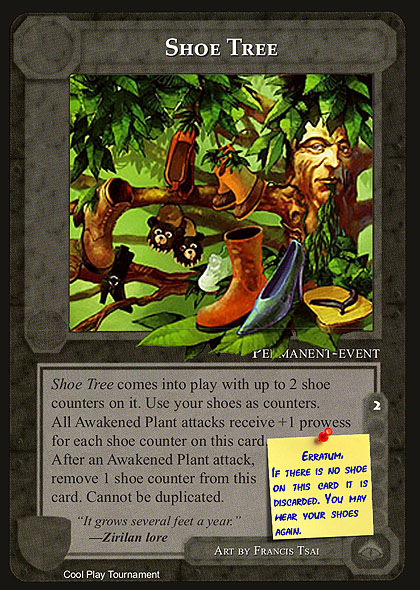 Shoe Tree
Permanent-event
Shoe Tree comes into play with up to 2 shoe
counters on it. Use your shoes as counters.
All Awakened Plant attacks receive +1 prowess
for each shoe counter on this card.
After an Awakened Plant attack,
remove 1 shoe counter from this
card. Cannot be duplicated.
2
Erratum.
If there is no shoe
on this card it is
discarded. You may
wear your shoes
again.
"It grows several feet a year."
—Zirilan lore
Art by Francis Tsai
Cool Play Tournament